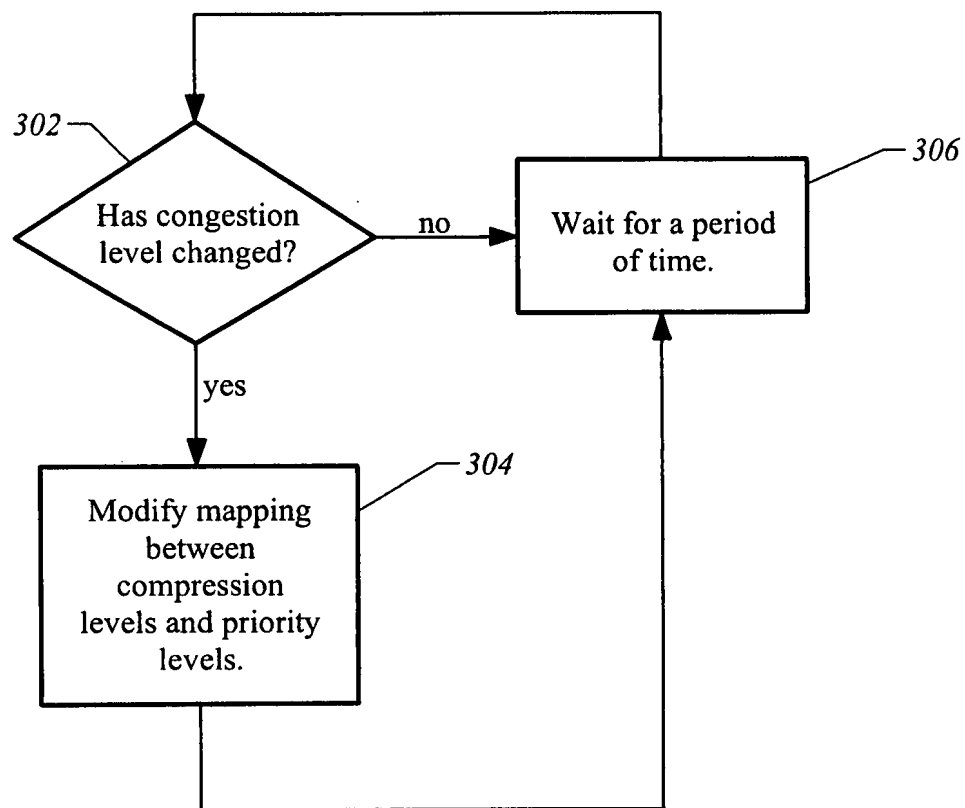 302
Has congestion
level changed?
no
306
Wait for a period
of time.
yes
304
Modify mapping
between
compression
levels and priority
levels.